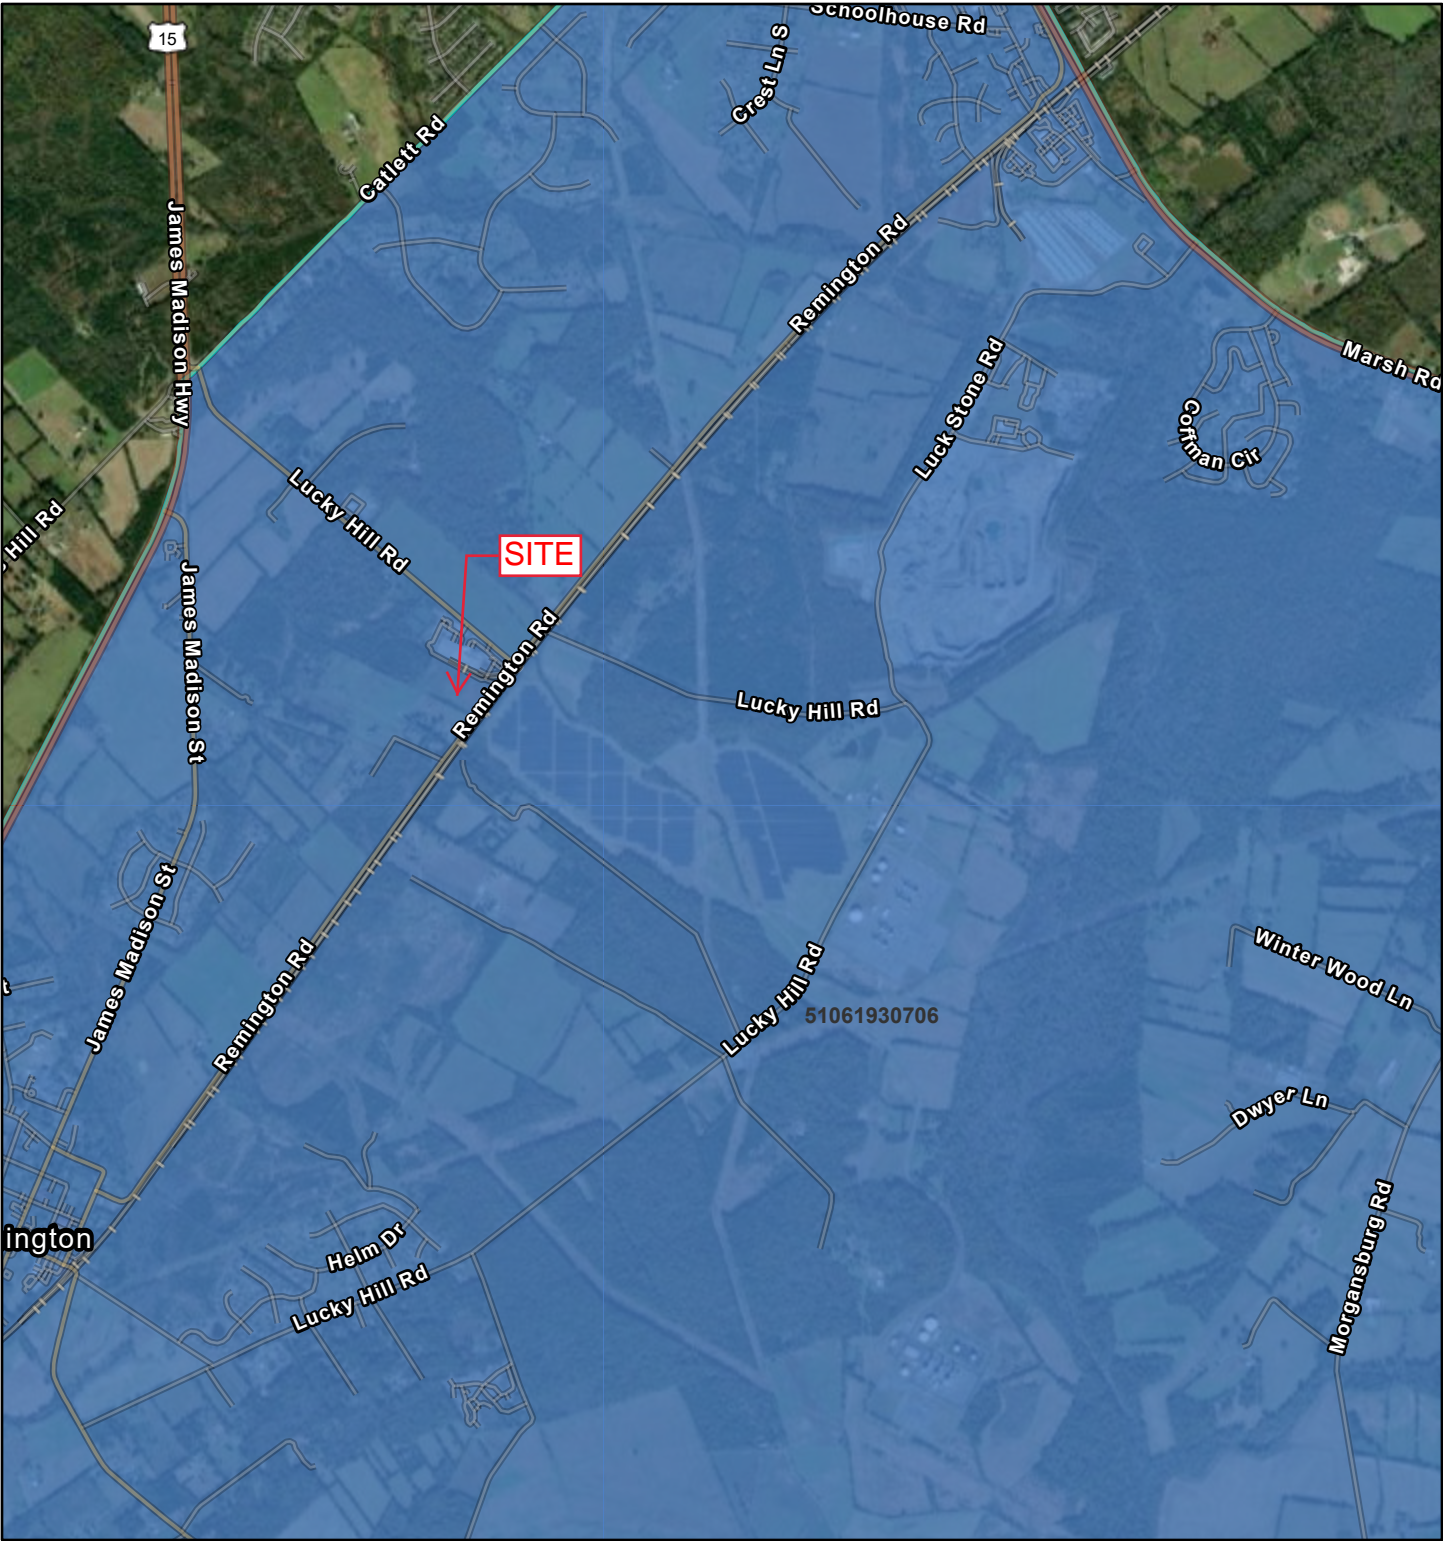 Schoolhouse Rd
15
Crest Ln S
Catlett Rd
James Madison Hwy
Remington Rd
Marsh Rd
Luck Stone Rd
Coffman Cir
Lucky Hill Rd
Hill Rd
SITE
James Madison St
Remington Rd
Lucky Hill Rd
James Madison St
Remington Rd
Winter Wood Ln
Lucky Hill Rd
51061930706
Dwyer Ln
ington
Helm Dr
Morgansburg Rd
Lucky Hill Rd